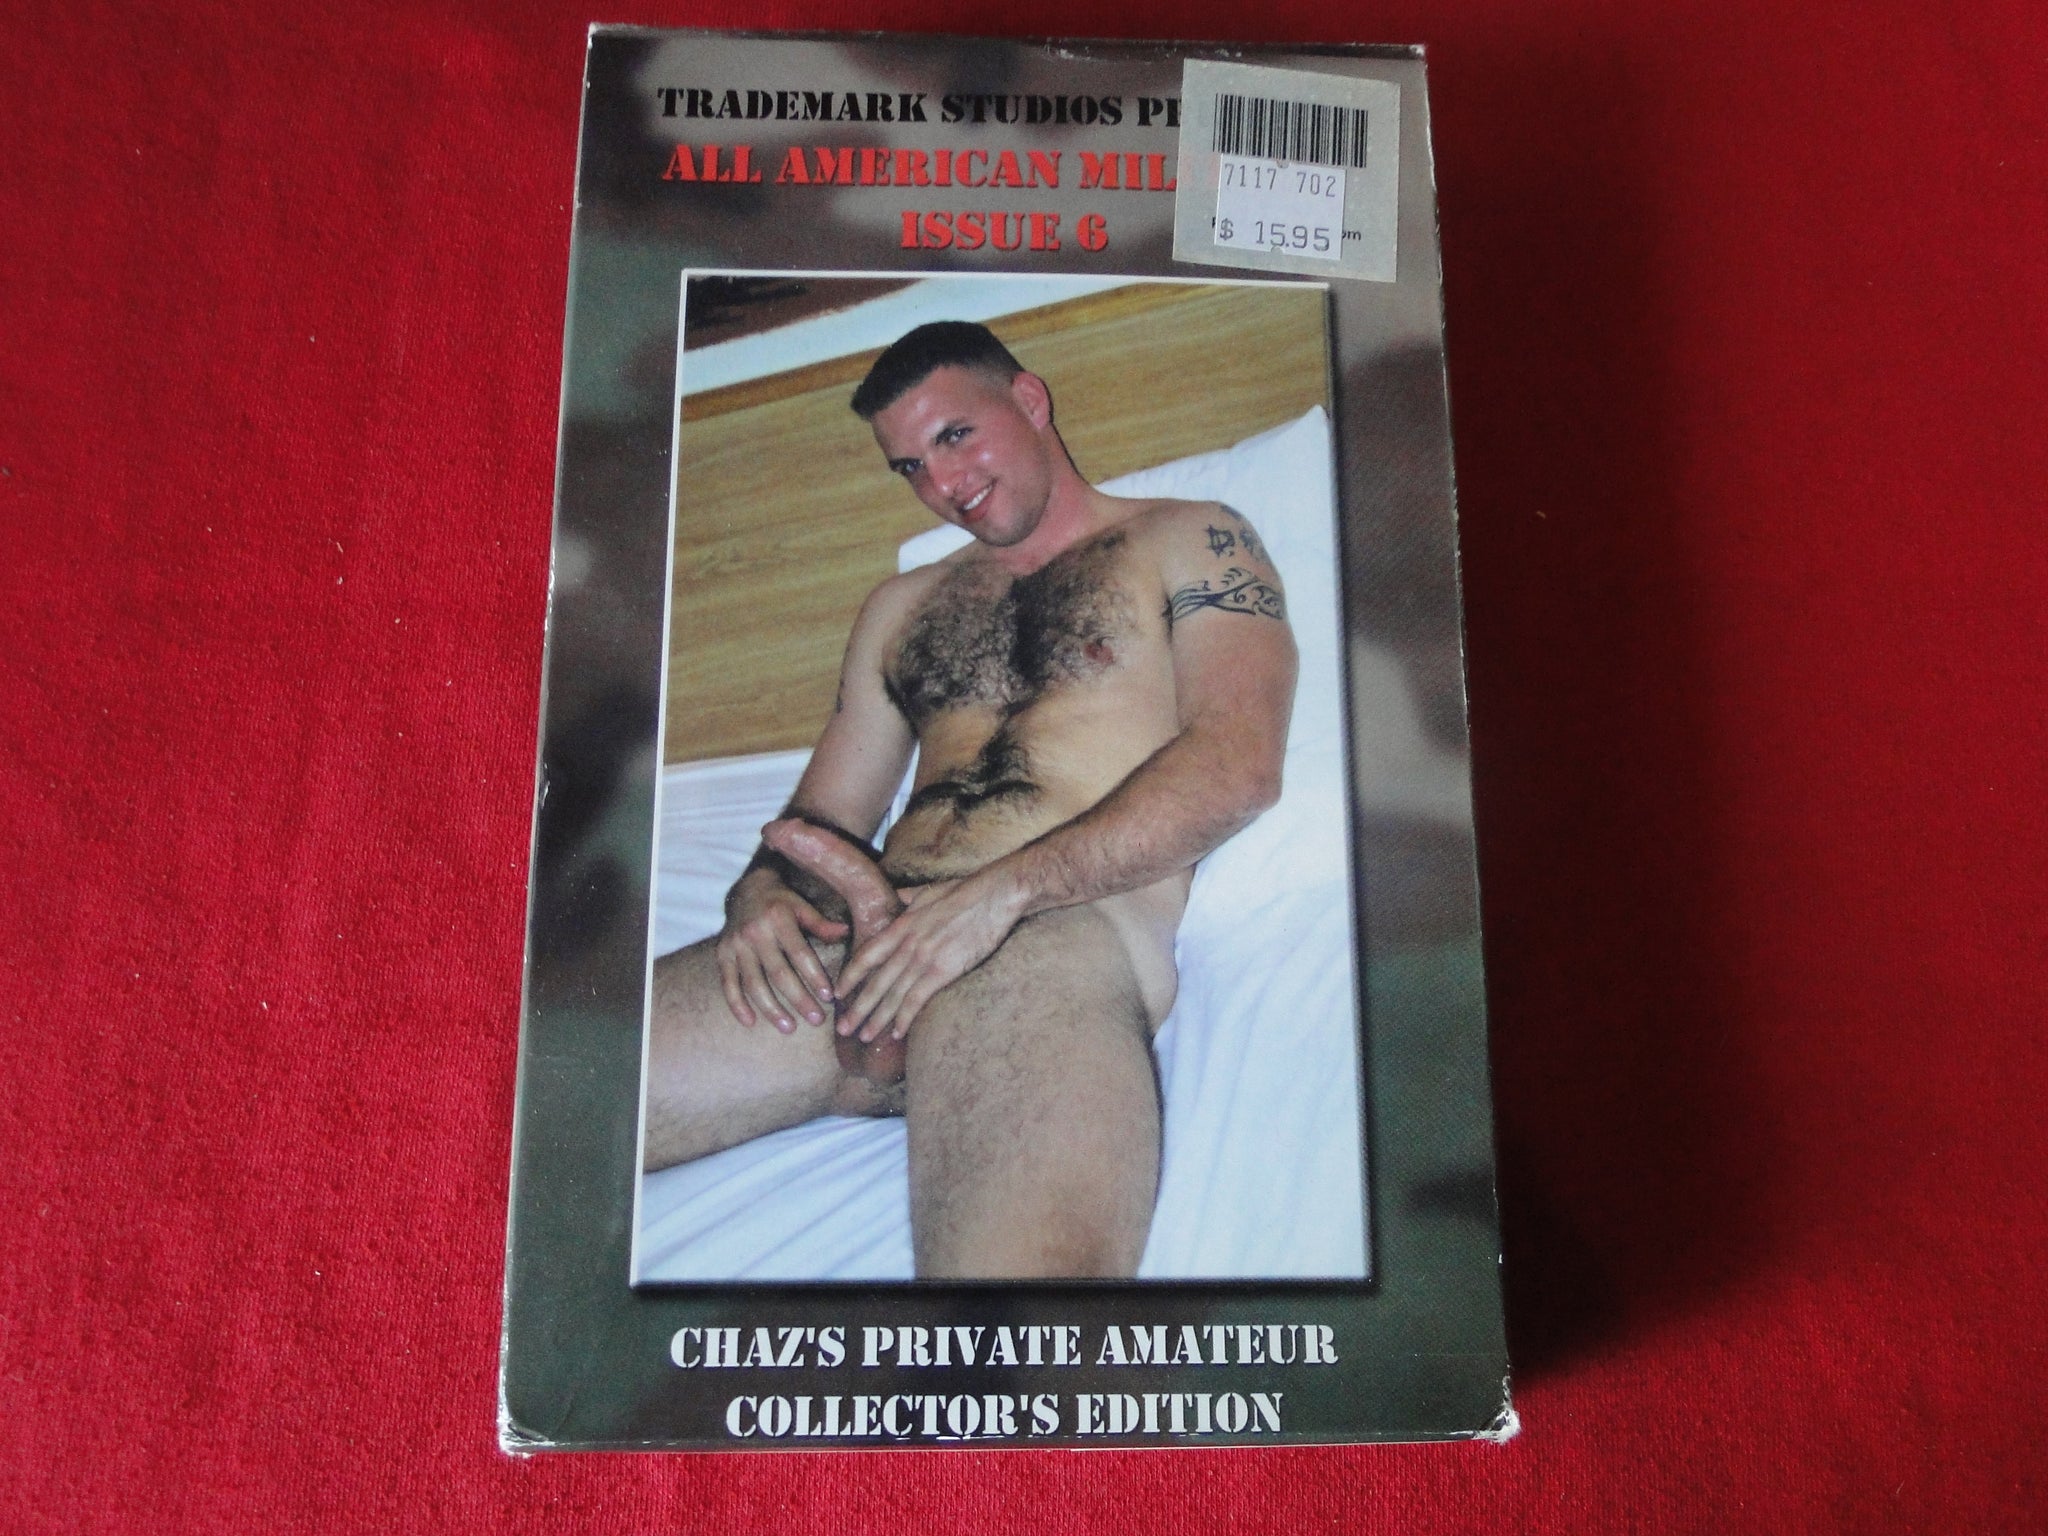 TRADEMARK STUDIOS
ALL AMERICAN
ISSUE 6
7117 702
$ 15.95
CHAZ'S PRIVATE AMATEUR
COLLECTOR'S EDITION